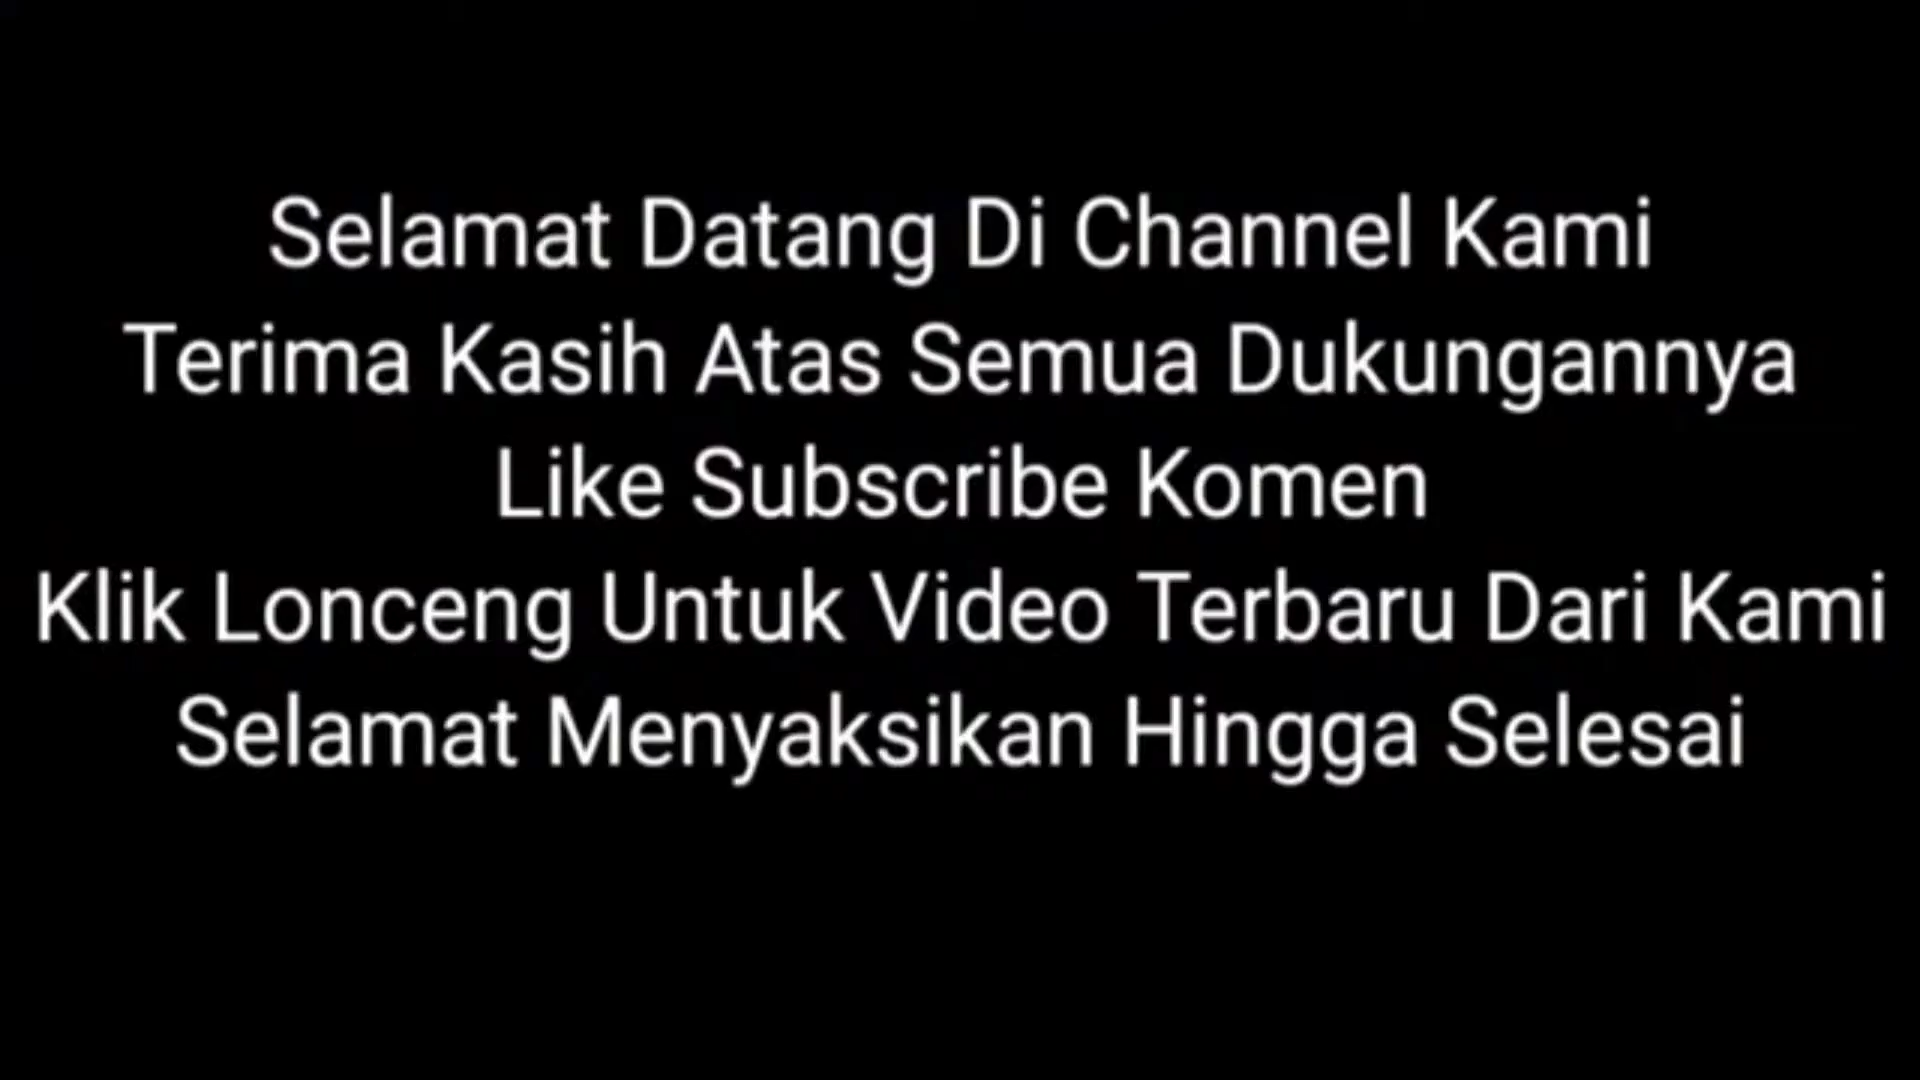 Selamat Datang Di Channel Kami
Terima Kasih Atas Semua Dukungannya
Like Subscribe Komen
Klik Lonceng Untuk Video Terbaru Dari Kami
Selamat Menyaksikan Hingga Selesai